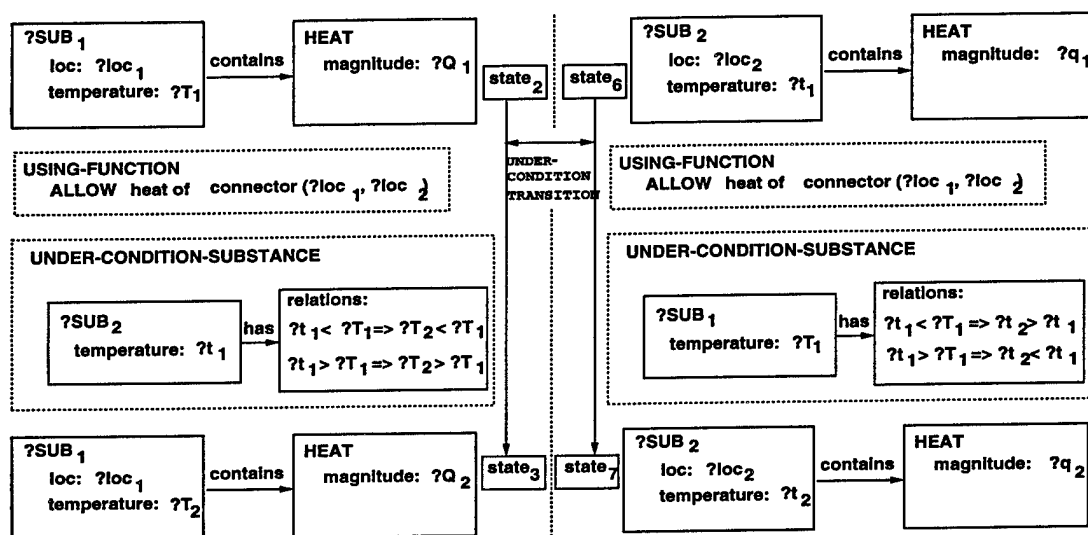 ?SUB1
loc: ?loc1
temperature: ?T1
contains
HEAT
magnitude: ?Q1
state2
state6
?SUB2
loc: ?loc2
temperature: ?t1
contains
HEAT
magnitude: ?q1
USING-FUNCTION
ALLOW heat of connector (?loc1, ?loc2)
UNDER-
CONDITION
TRANSITION
USING-FUNCTION
ALLOW heat of connector (?loc1, ?loc2)
UNDER-CONDITION-SUBSTANCE
?SUB2
temperature: ?t1
has
relations:
?t1 < ?T1 => ?T2 < ?T1
?t1 > ?T1 => ?T2 > ?T1
UNDER-CONDITION-SUBSTANCE
?SUB1
temperature: ?T1
has
relations:
?t1 < ?T1 => ?t2 > ?t1
?t1 > ?T1 => ?t2 < ?t1
?SUB1
loc: ?loc1
temperature: ?T2
contains
HEAT
magnitude: ?Q2
state3
state7
?SUB2
loc: ?loc2
temperature: ?t2
contains
HEAT
magnitude: ?q2